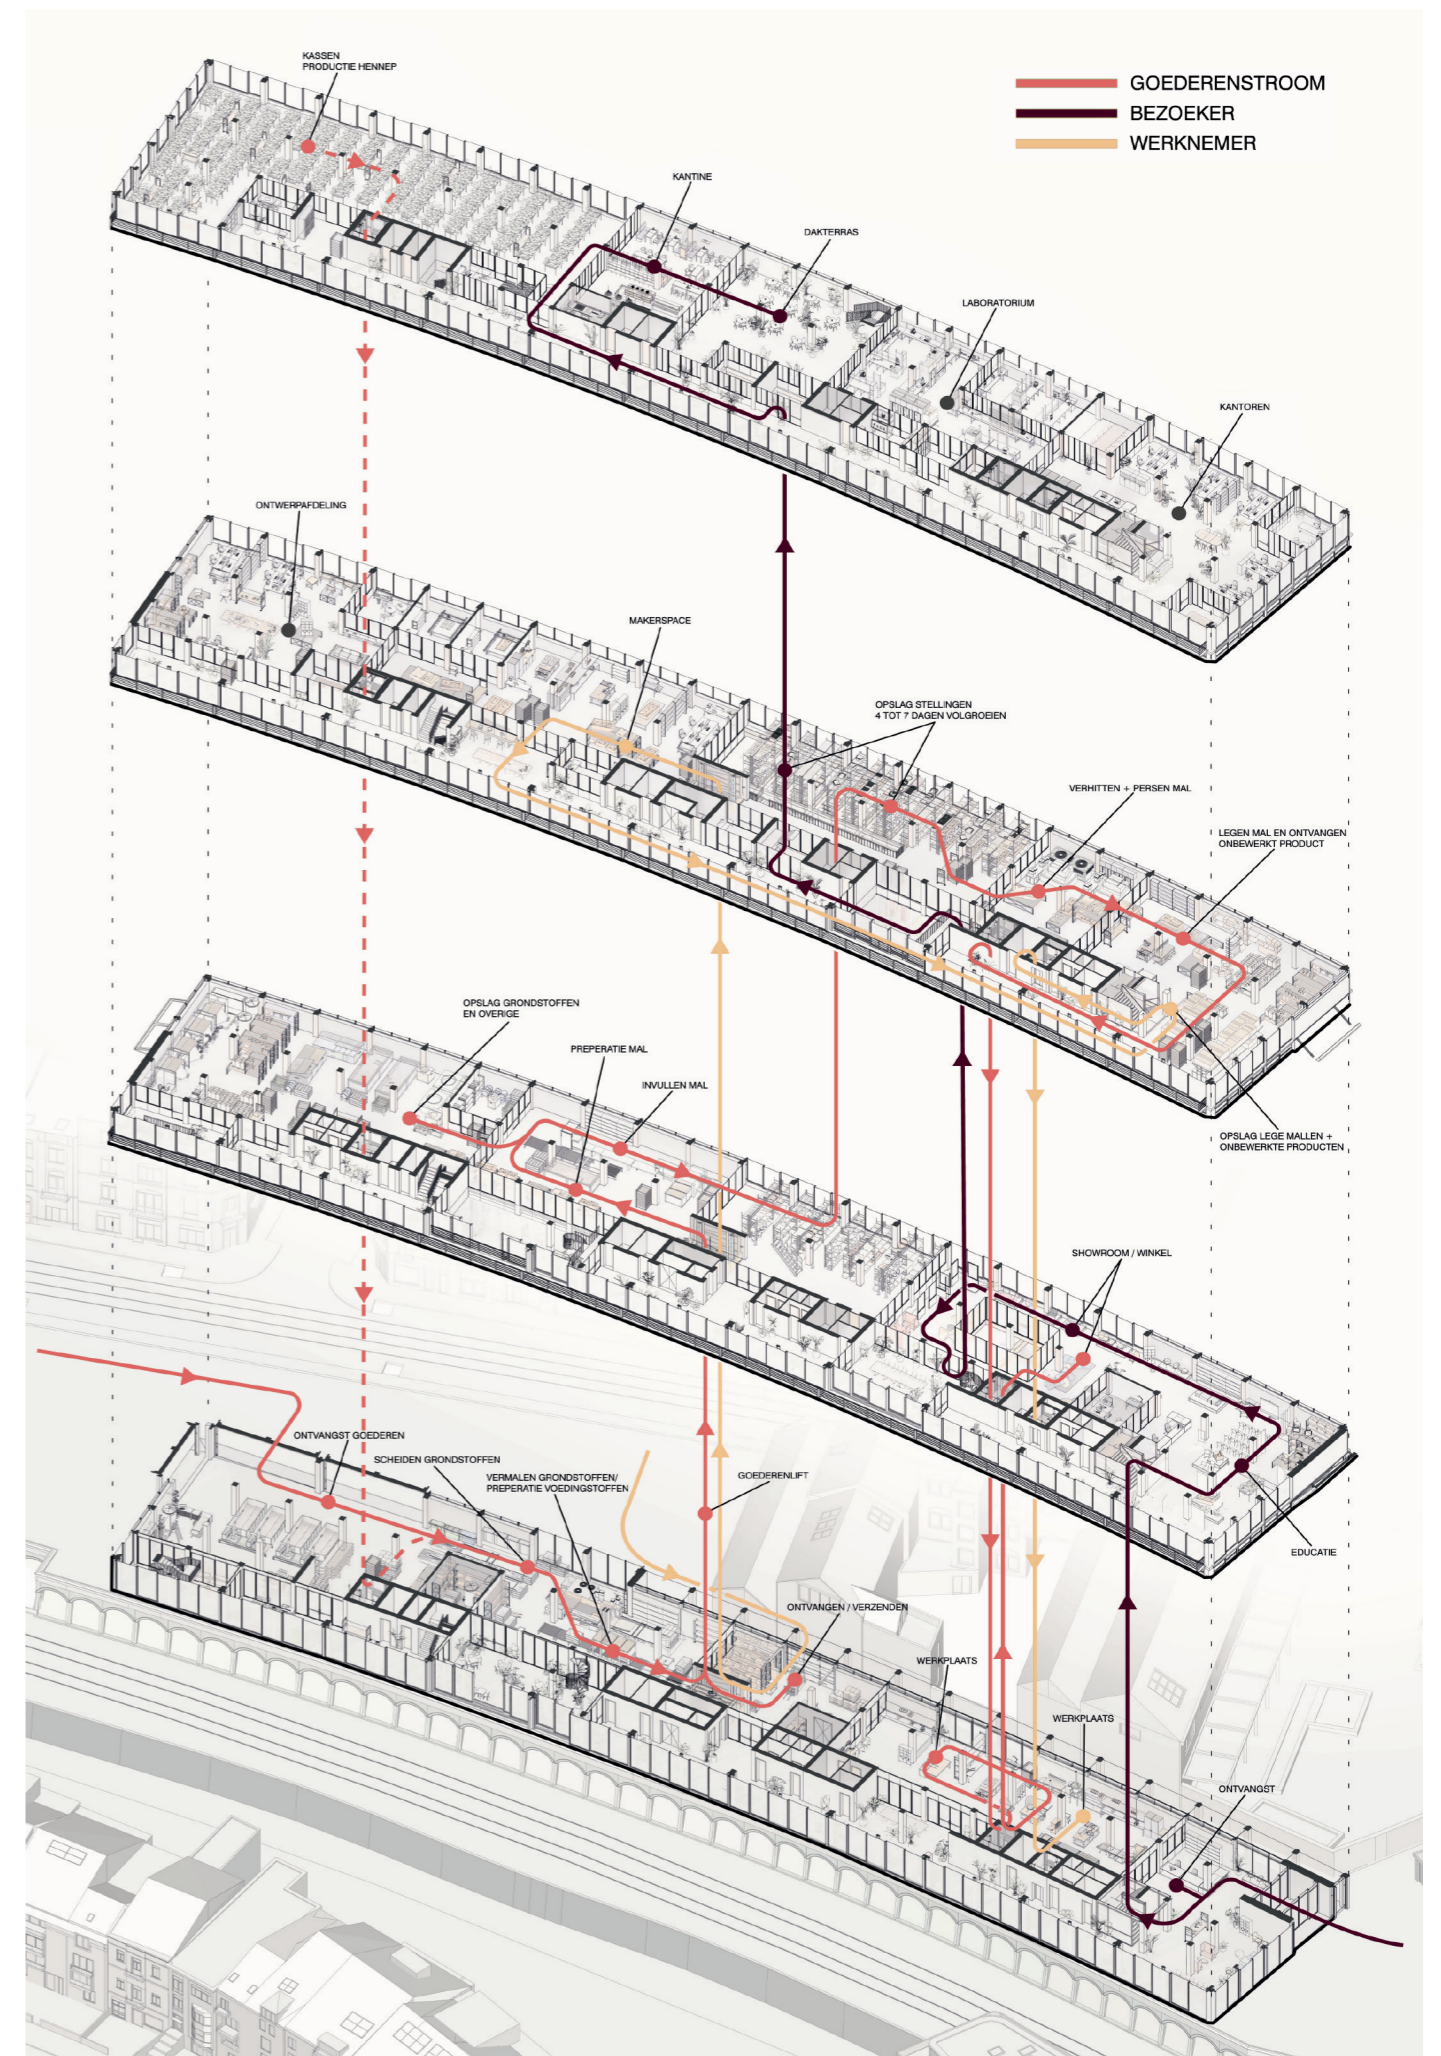 KASSEN
PRODUCTIE HENNEP
GOEDERENSTROOM
BEZOEKER
WERKNEMER
KANTINE
DAKTERRAS
LABORATORIUM
KANTOREN
ONTWERPAFDELING
MAKERSPACE
OPSLAG STELLINGEN
4 TOT 7 DAGEN VOLGROEIEN
VERHITTEN + PERSEN MAL
LEGEN MAL EN ONTVANGEN
ONBEWERKT PRODUCT
OPSLAG GRONDSTOFFEN
EN OVERIGE
PREPERATIE MAL
INVULLEN MAL
OPSLAG LEGE MALLEN +
ONBEWERKTE PRODUCTEN
SHOWROOM / WINKEL
ONTVANGST GOEDEREN
SCHEIDEN GRONDSTOFFEN
VERMALEN GRONDSTOFFEN/
PREPERATIE VOEDINGSTOFFEN
GOEDERENLIFT
EDUCATIE
ONTVANGEN / VERZENDEN
WERKPLAATS
WERKPLAATS
ONTVANGST